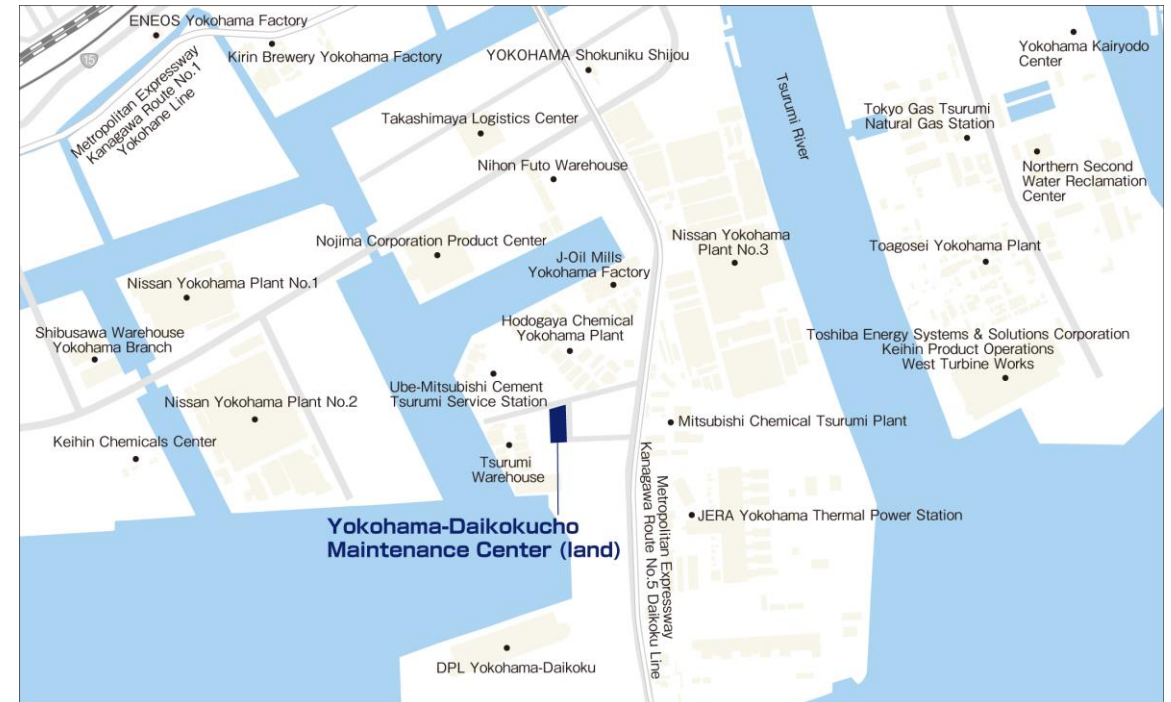 ENEOS Yokohama Factory
15
Kirin Brewery Yokohama Factory
Metropolitan Expressway
Kanagawa Route No.1
Yokohane Line
YOKOHAMA Shokuniku Shijou
Yokohama Kairyodo
Center
Tsurumi River
Takashimaya Logistics Center
Tokyo Gas Tsurumi
Natural Gas Station
Nihon Futo Warehouse
Northern Second
Water Reclamation
Center
Nojima Corporation Product Center
Nissan Yokohama
Plant No.3
Toagosei Yokohama Plant
J-Oil Mills
Yokohama Factory
Nissan Yokohama Plant No.1
Hodogaya Chemical
Yokohama Plant
Shibusawa Warehouse
Yokohama Branch
Toshiba Energy Systems & Solutions Corporation
Keihin Product Operations
West Turbine Works
Ube-Mitsubishi Cement
Tsurumi Service Station
Nissan Yokohama Plant No.2
Mitsubishi Chemical Tsurumi Plant
Keihin Chemicals Center
Tsurumi
Warehouse
Metropolitan Expressway
Kanagawa Route No.5 Daikoku Line
JERA Yokohama Thermal Power Station
Yokohama-Daikokucho
Maintenance Center (land)
DPL Yokohama-Daikoku